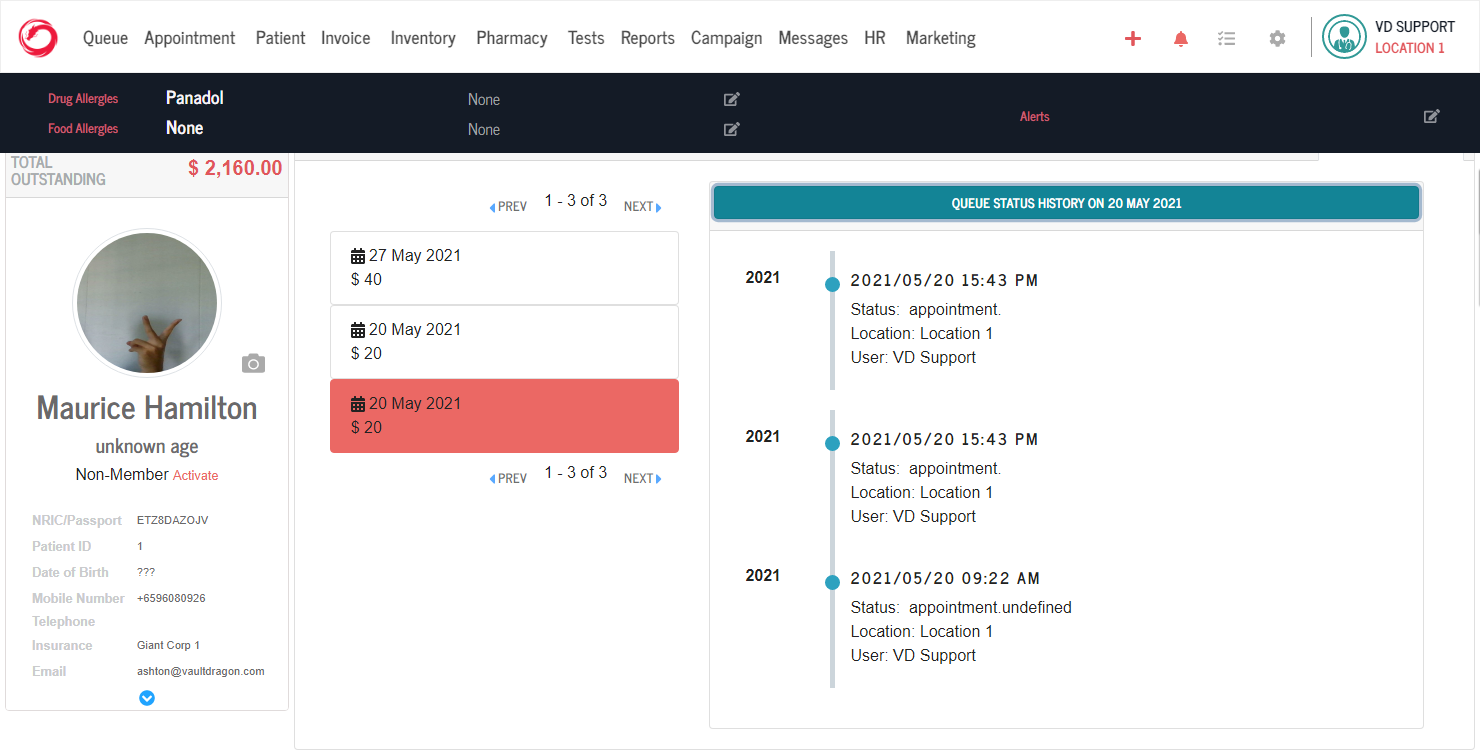 Queue Appointment Patient Invoice Inventory Pharmacy Tests Reports Campaign Messages HR Marketing
VD SUPPORT
LOCATION 1
Drug Allergies Panadol None
Food Allergies None None
Alerts
TOTAL
OUTSTANDING
$ 2,160.00
Maurice Hamilton
unknown age
Non-Member Activate
NRIC/Passport ETZ8DAZOJV
Patient ID 1
Date of Birth ???
Mobile Number +6596080926
Telephone
Insurance Giant Corp 1
Email ashton@vaultdragon.com
PREV 1 - 3 of 3 NEXT
27 May 2021
$ 40
20 May 2021
$ 20
20 May 2021
$ 20
PREV 1 - 3 of 3 NEXT
QUEUE STATUS HISTORY ON 20 MAY 2021
2021
2021/05/20 15:43 PM
Status: appointment.
Location: Location 1
User: VD Support
2021
2021/05/20 15:43 PM
Status: appointment.
Location: Location 1
User: VD Support
2021
2021/05/20 09:22 AM
Status: appointment.undefined
Location: Location 1
User: VD Support